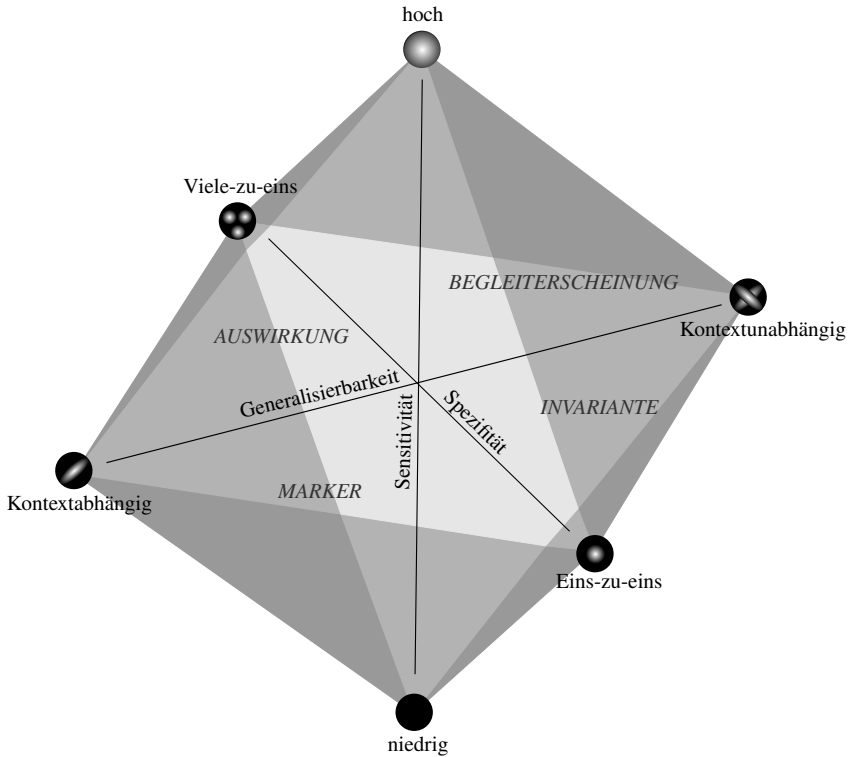 hoch
Viele-zu-eins
BEGLEITERSCHEINUNG
Kontextunabhängig
AUSWIRKUNG
Generalisierbarkeit
Spezifität
Sensitivität
INVARIANTE
MARKER
Kontextabhängig
Eins-zu-eins
niedrig